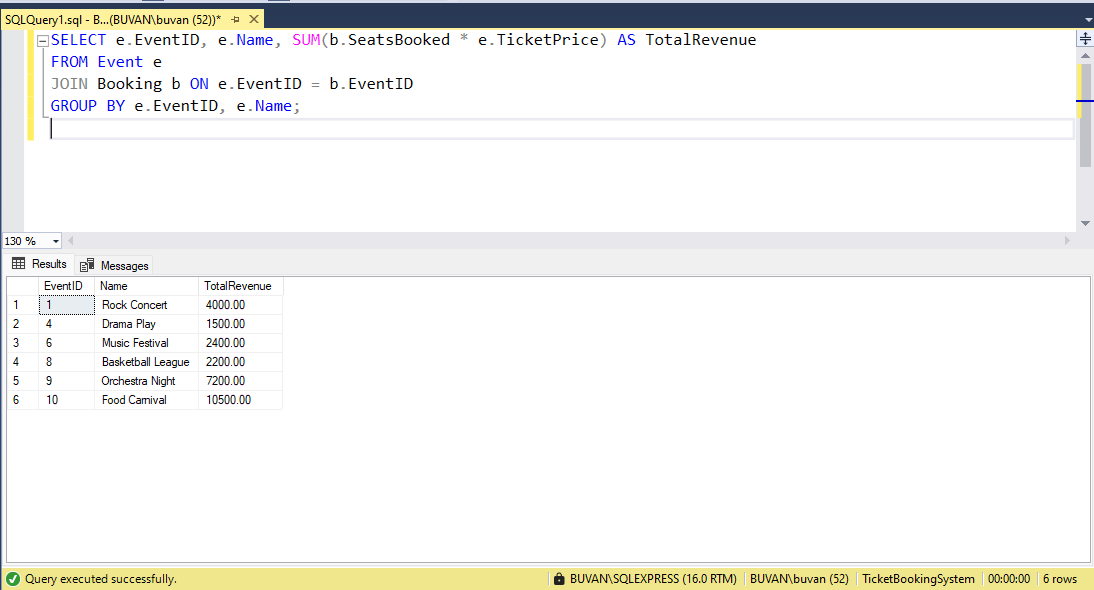 SQLQuery1.sql - B...(BUVAN\buvan (52))*
SELECT e.EventID, e.Name, SUM(b.SeatsBooked * e.TicketPrice) AS TotalRevenue
FROM Event e
JOIN Booking b ON e.EventID = b.EventID
GROUP BY e.EventID, e.Name;
130 %
Results Messages
EventID Name TotalRevenue
1 1 Rock Concert 4000.00
2 4 Drama Play 1500.00
3 6 Music Festival 2400.00
4 8 Basketball League 2200.00
5 9 Orchestra Night 7200.00
6 10 Food Carnival 10500.00
Query executed successfully. BUVAN\SQLEXPRESS (16.0 RTM) BUVAN\buvan (52) TicketBookingSystem 00:00:00 6 rows